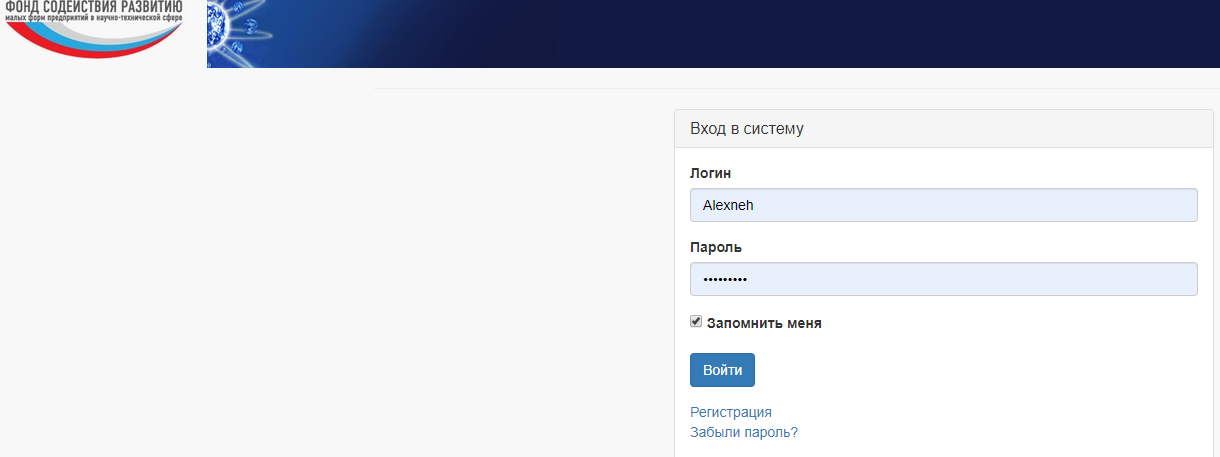 ФОНД СОДЕЙСТВИЯ РАЗВИТИЮ
малых форм предприятий в научно-технической сфере
Вход в систему
Логин
Alexneh
Пароль
•••••••••
Запомнить меня
Войти
Регистрация
Забыли пароль?